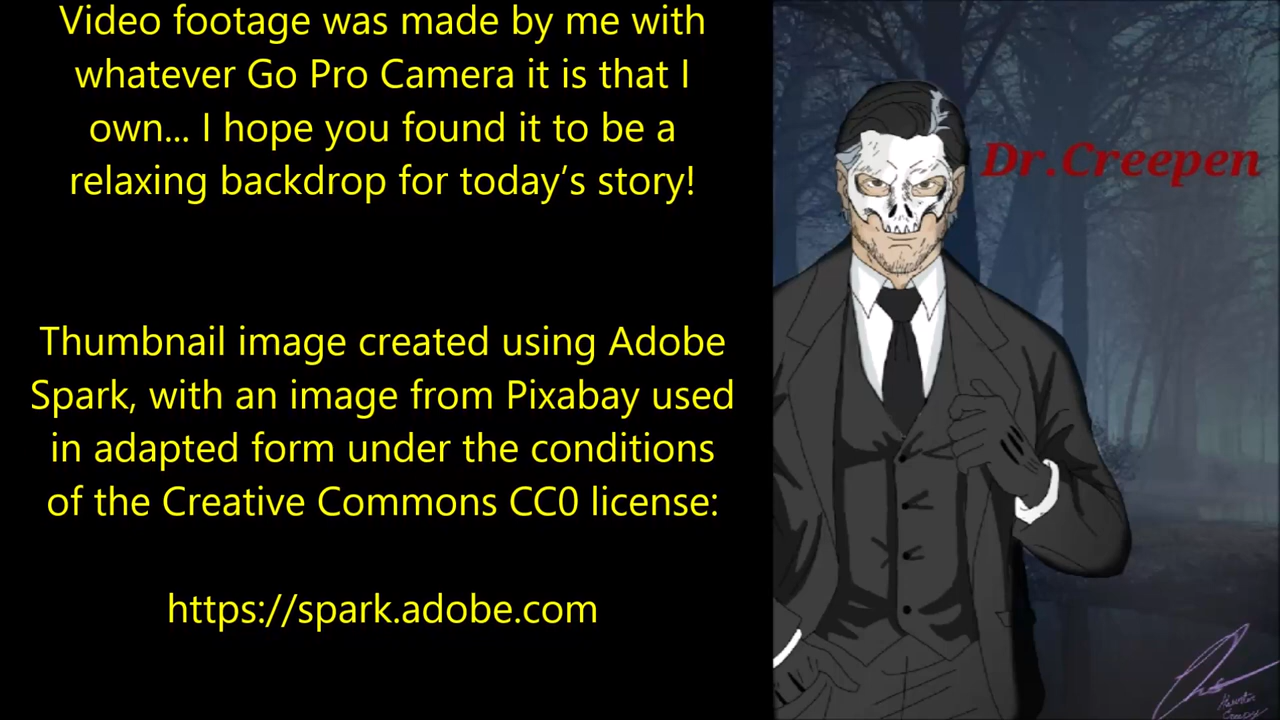 Video footage was made by me with
whatever Go Pro Camera it is that I
own... I hope you found it to be a
relaxing backdrop for today’s story!
Thumbnail image created using Adobe
Spark, with an image from Pixabay used
in adapted form under the conditions
of the Creative Commons CC0 license:
https://spark.adobe.com
Dr.Creepen